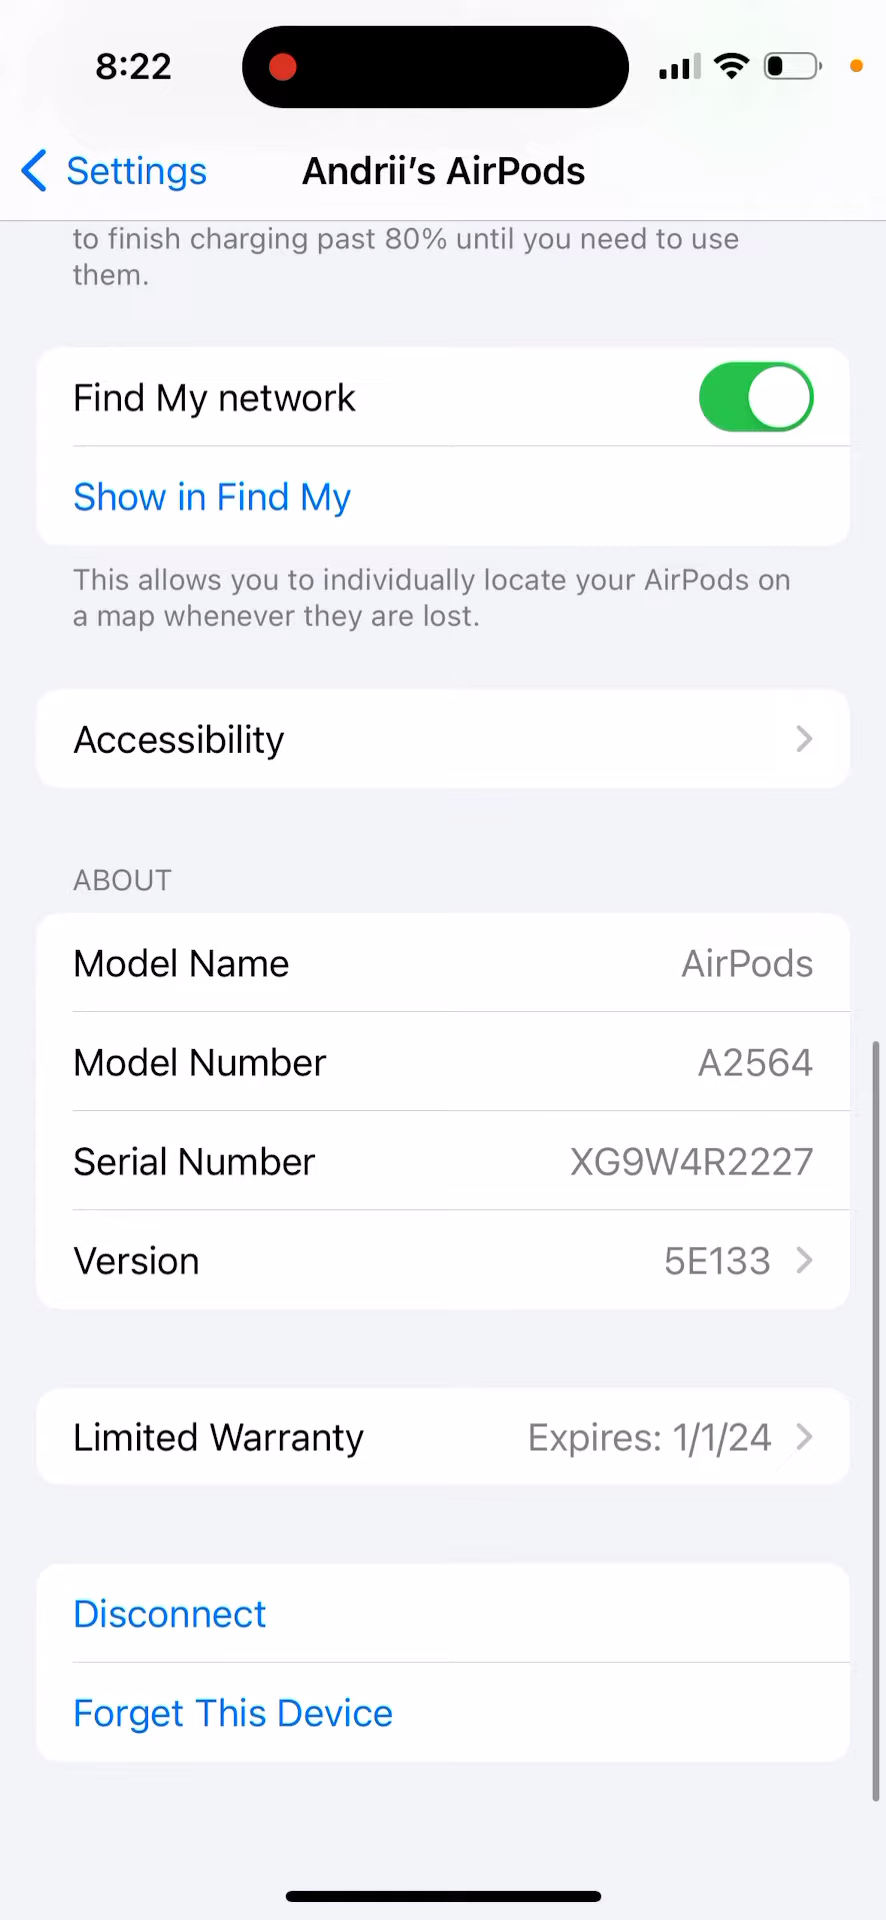 8:22
Settings
Andrii's AirPods
to finish charging past 80% until you need to use
them.
Find My network
Show in Find My
This allows you to individually locate your AirPods on
a map whenever they are lost.
Accessibility
ABOUT
Model Name AirPods
Model Number A2564
Serial Number XG9W4R2227
Version 5E133
Limited Warranty Expires: 1/1/24
Disconnect
Forget This Device